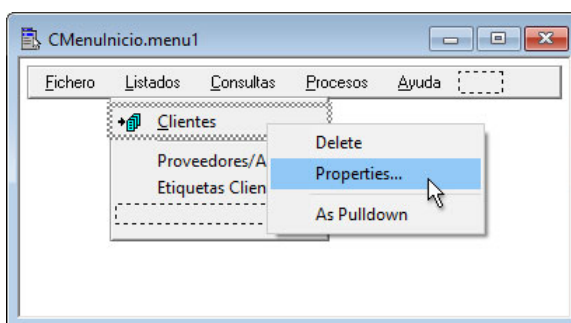 CMenuInicio.menu1
Fichero Listados Consultas Procesos Ayuda
Clientes
Delete
Proveedores/A
Properties...
Etiquetas Clien
As Pulldown